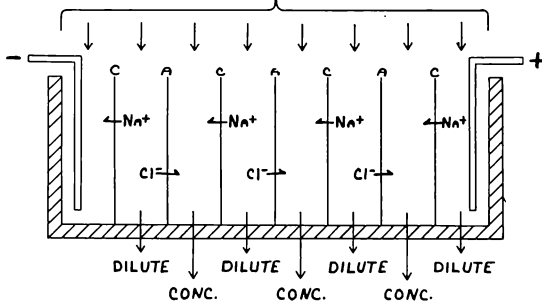 - +
C A C A C A C
Na+ Na+ Na+ Na+
Cl- Cl- Cl-
DILUTE DILUTE DILUTE DILUTE
CONC. CONC. CONC.